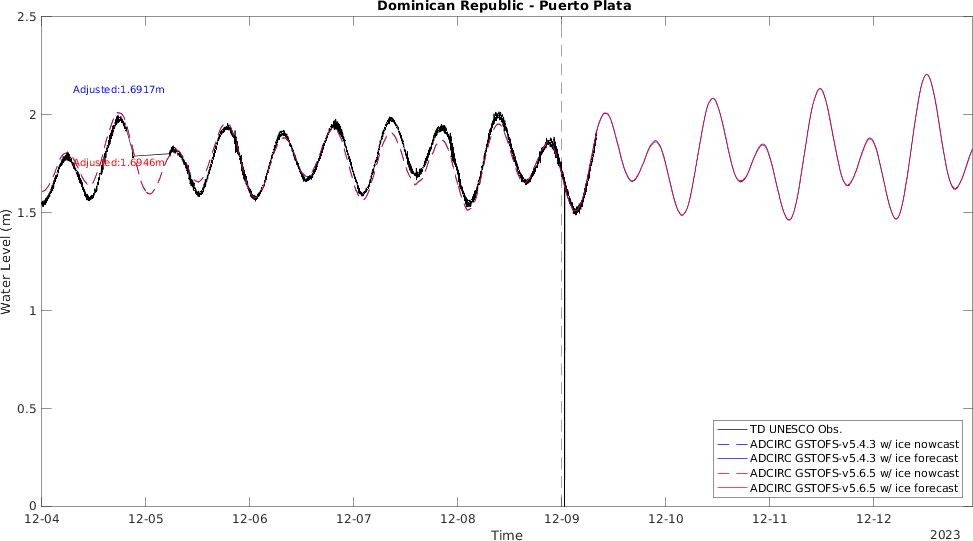 Dominican Republic - Puerto Plata
2.5
2
1.5
1
0.5
0
Water Level (m)
Adjusted:1.6917m
Adjusted:1.6946m
TD UNESCO Obs.
ADCIRC GSTOFS-v5.4.3 w/ ice nowcast
ADCIRC GSTOFS-v5.4.3 w/ ice forecast
ADCIRC GSTOFS-v5.6.5 w/ ice nowcast
ADCIRC GSTOFS-v5.6.5 w/ ice forecast
12-04 12-05 12-06 12-07 12-08 12-09 12-10 12-11 12-12
Time
2023